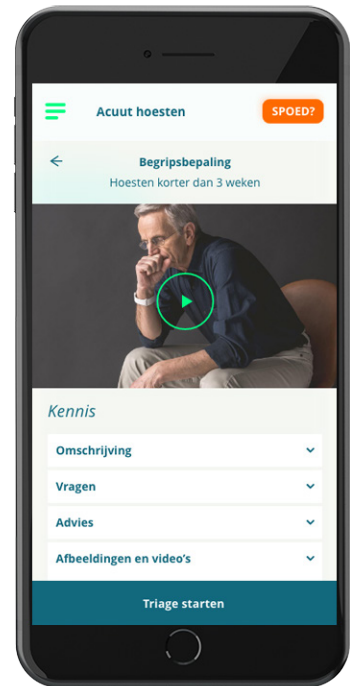 Acuut hoesten
SPOED?
Begripsbepaling
Hoesten korter dan 3 weken
Kennis
Omschrijving
Vragen
Advies
Afbeeldingen en video's
Triage starten